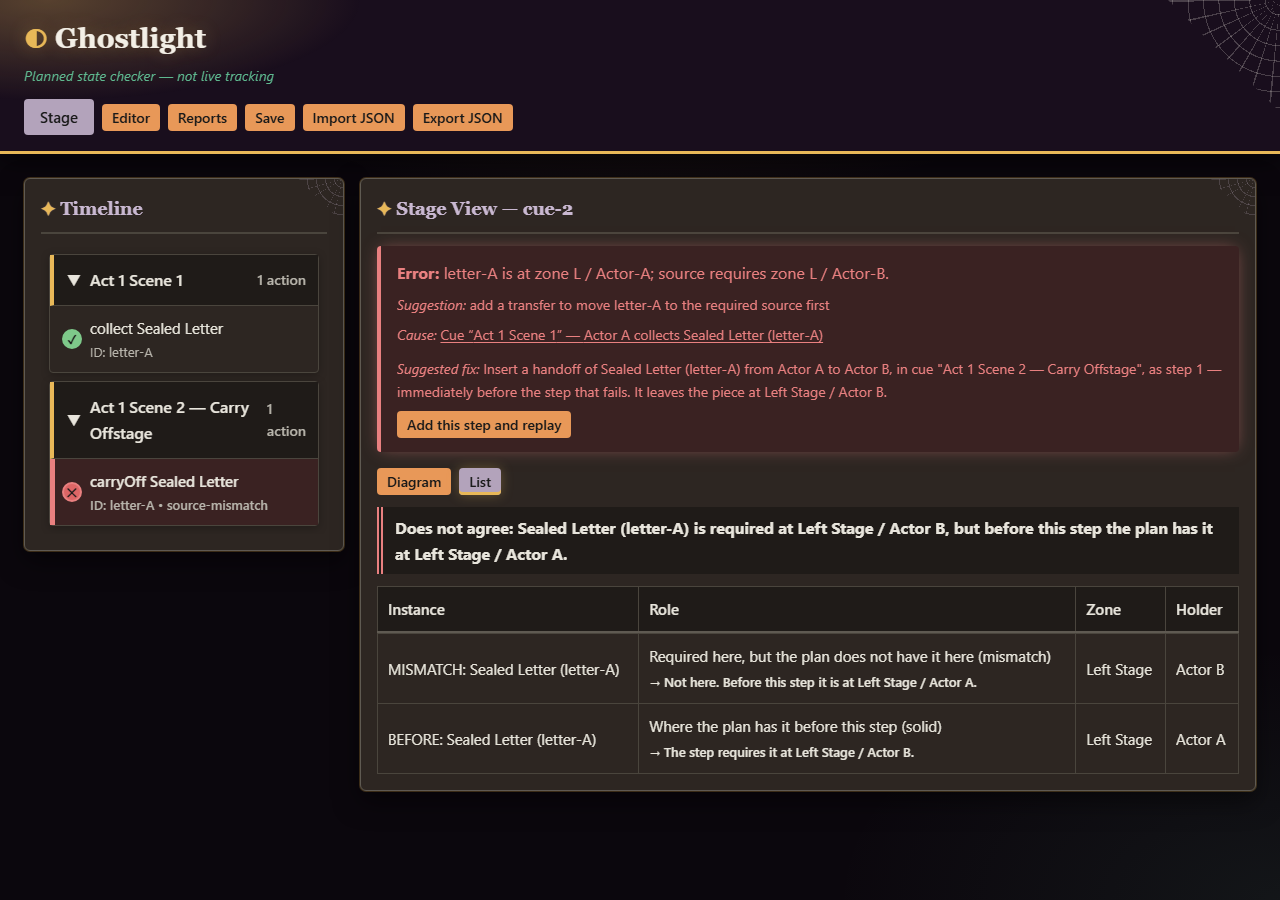 Ghostlight
Planned state checker — not live tracking
Stage
Editor
Reports
Save
Import JSON
Export JSON
Timeline
Act 1 Scene 1
1 action
collect Sealed Letter
ID: letter-A
Act 1 Scene 2 — Carry
Offstage
1
action
carryOff Sealed Letter
ID: letter-A • source-mismatch
Stage View — cue-2
Error: letter-A is at zone L / Actor-A; source requires zone L / Actor-B.
Suggestion: add a transfer to move letter-A to the required source first
Cause: Cue “Act 1 Scene 1” — Actor A collects Sealed Letter (letter-A)
Suggested fix: Insert a handoff of Sealed Letter (letter-A) from Actor A to Actor B, in cue "Act 1 Scene 2 — Carry Offstage", as step 1 —
immediately before the step that fails. It leaves the piece at Left Stage / Actor B.
Add this step and replay
Diagram
List
Does not agree: Sealed Letter (letter-A) is required at Left Stage / Actor B, but before this step the plan has it
at Left Stage / Actor A.
Instance
Role
Zone
Holder
MISMATCH: Sealed Letter (letter-A)
Required here, but the plan does not have it here (mismatch)
→ Not here. Before this step it is at Left Stage / Actor A.
Left Stage
Actor B
BEFORE: Sealed Letter (letter-A)
Where the plan has it before this step (solid)
→ The step requires it at Left Stage / Actor B.
Left Stage
Actor A